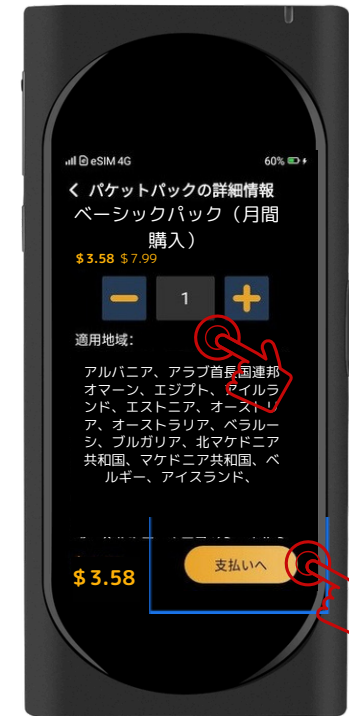 eSIM 4G 60%
パケットパックの詳細情報
ベーシックパック（月間
購入）
$3.58 $7.99
1
適用地域：
アルバニア、アラブ首長国連邦
オマーン、エジプト、アイルラ
ンド、エストニア、オーストリ
ア、オーストラリア、ベラルー
シ、ブルガリア、北マケドニア
共和国、マケドニア共和国、ベ
ルギー、アイスランド、
$3.58
支払いへ